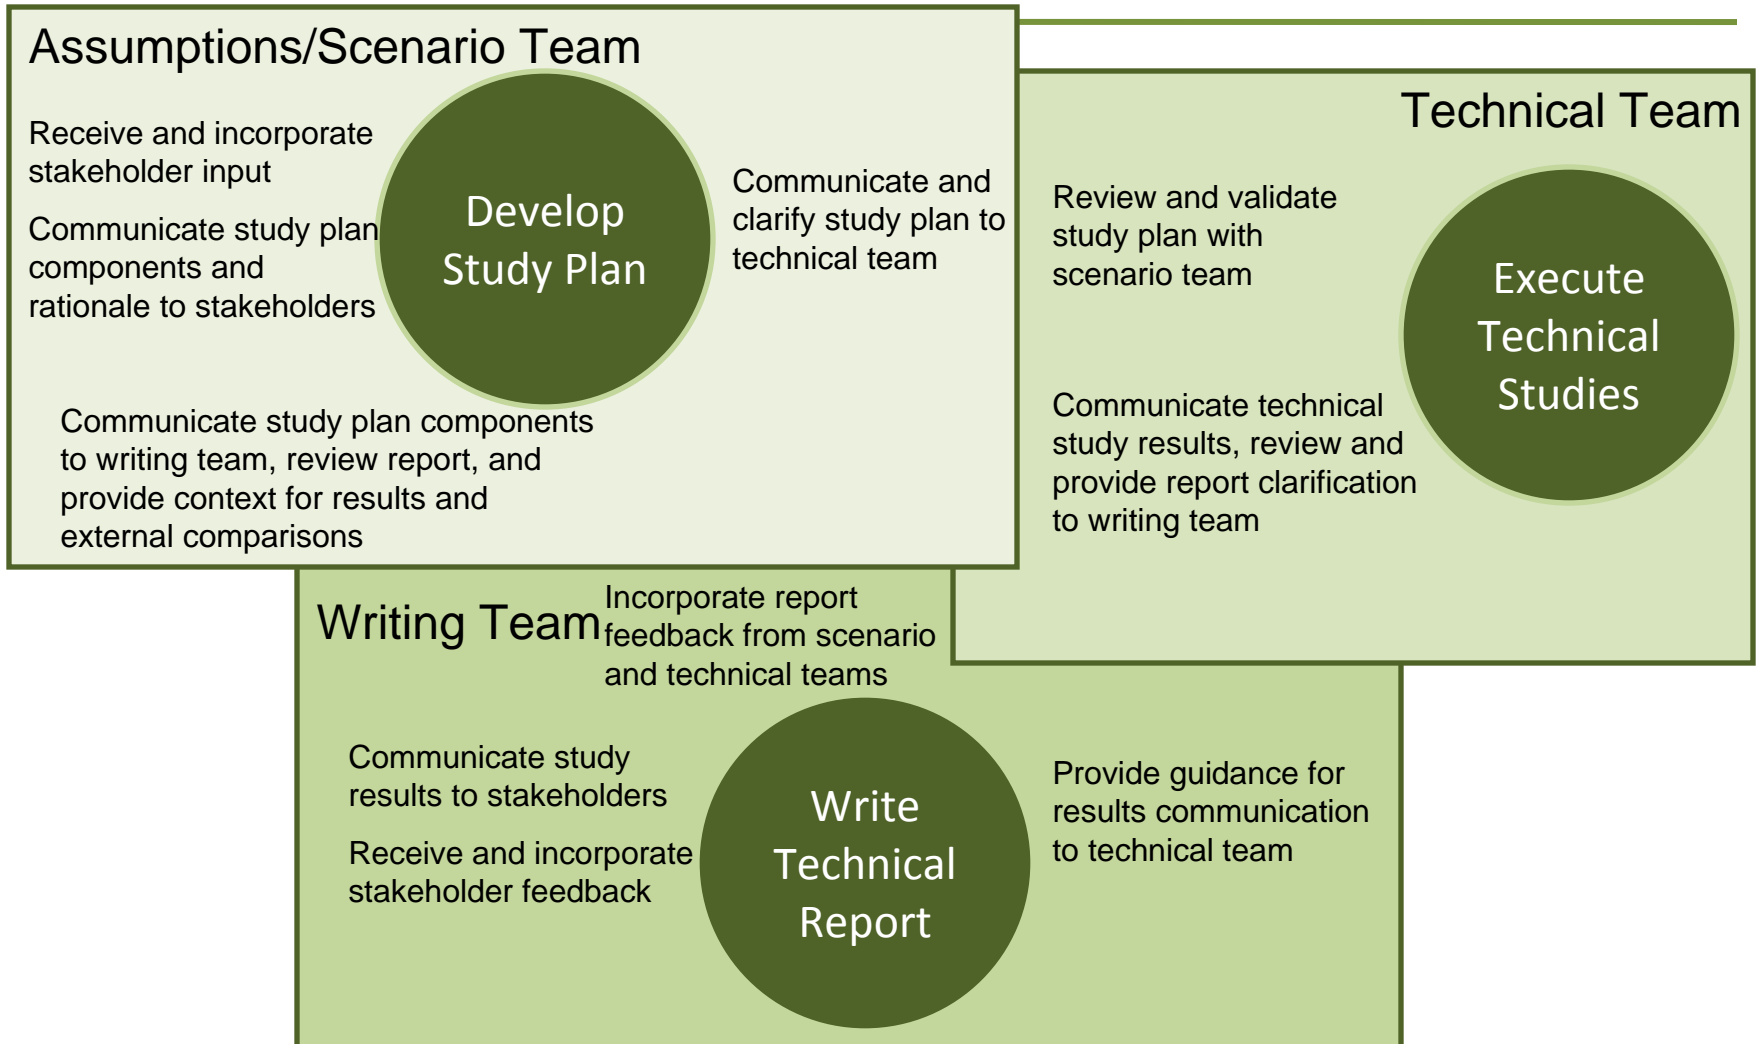 Assumptions/Scenario Team
Receive and incorporate
stakeholder input
Communicate study plan
components and
rationale to stakeholders
Develop
Study Plan
Communicate and
clarify study plan to
technical team
Communicate study plan components
to writing team, review report, and
provide context for results and
external comparisons
Technical Team
Review and validate
study plan with
scenario team
Communicate technical
study results, review and
provide report clarification
to writing team
Execute
Technical
Studies
Writing Team
Incorporate report
feedback from scenario
and technical teams
Communicate study
results to stakeholders
Receive and incorporate
stakeholder feedback
Write
Technical
Report
Provide guidance for
results communication
to technical team